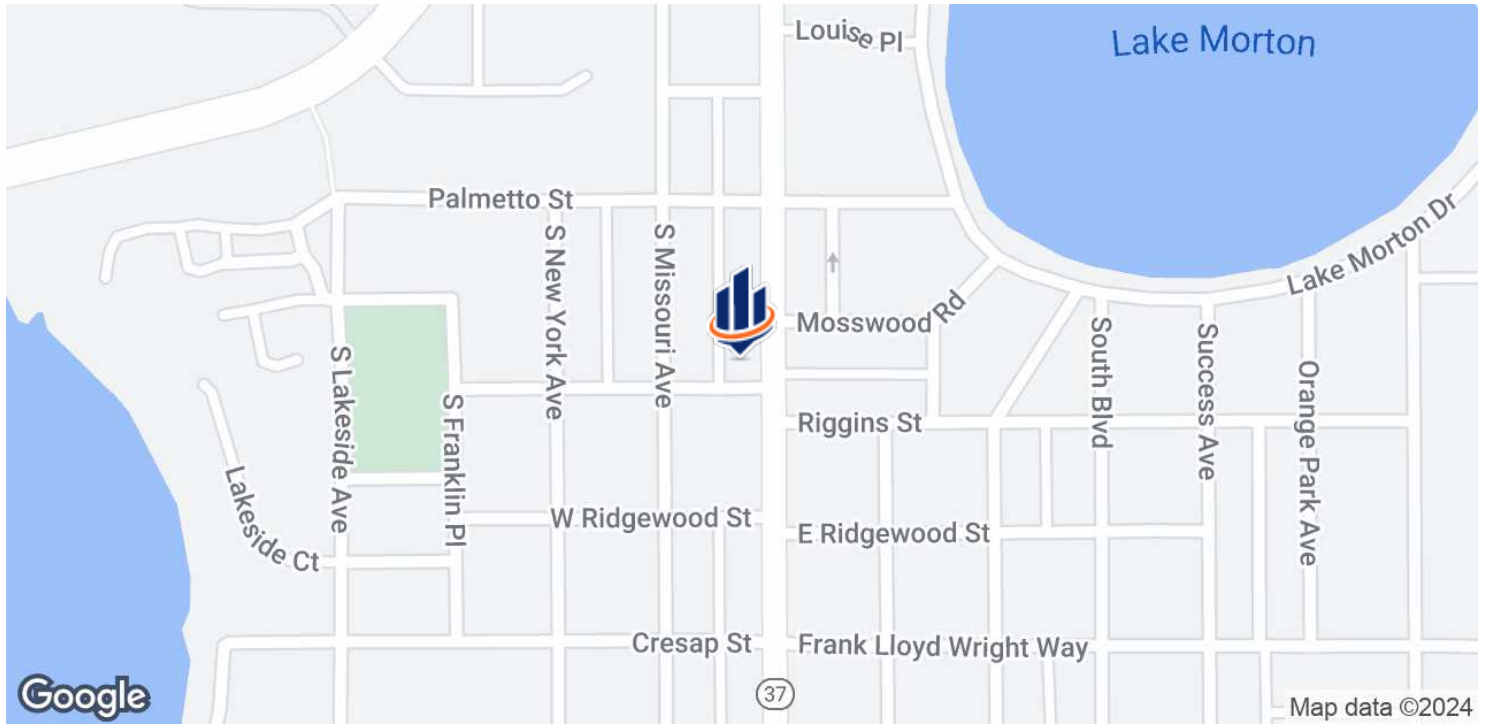 Louise Pl
Lake Morton
Palmetto St
S New York Ave
S Missouri Ave
Lake Morton Dr
Mosswood Rd
S Lakeside Ave
S Franklin Pl
South Blvd
Success Ave
Orange Park Ave
Riggins St
Lakeside Ct
W Ridgewood St
E Ridgewood St
Cresap St
Frank Lloyd Wright Way
Google
37
Map data ©2024